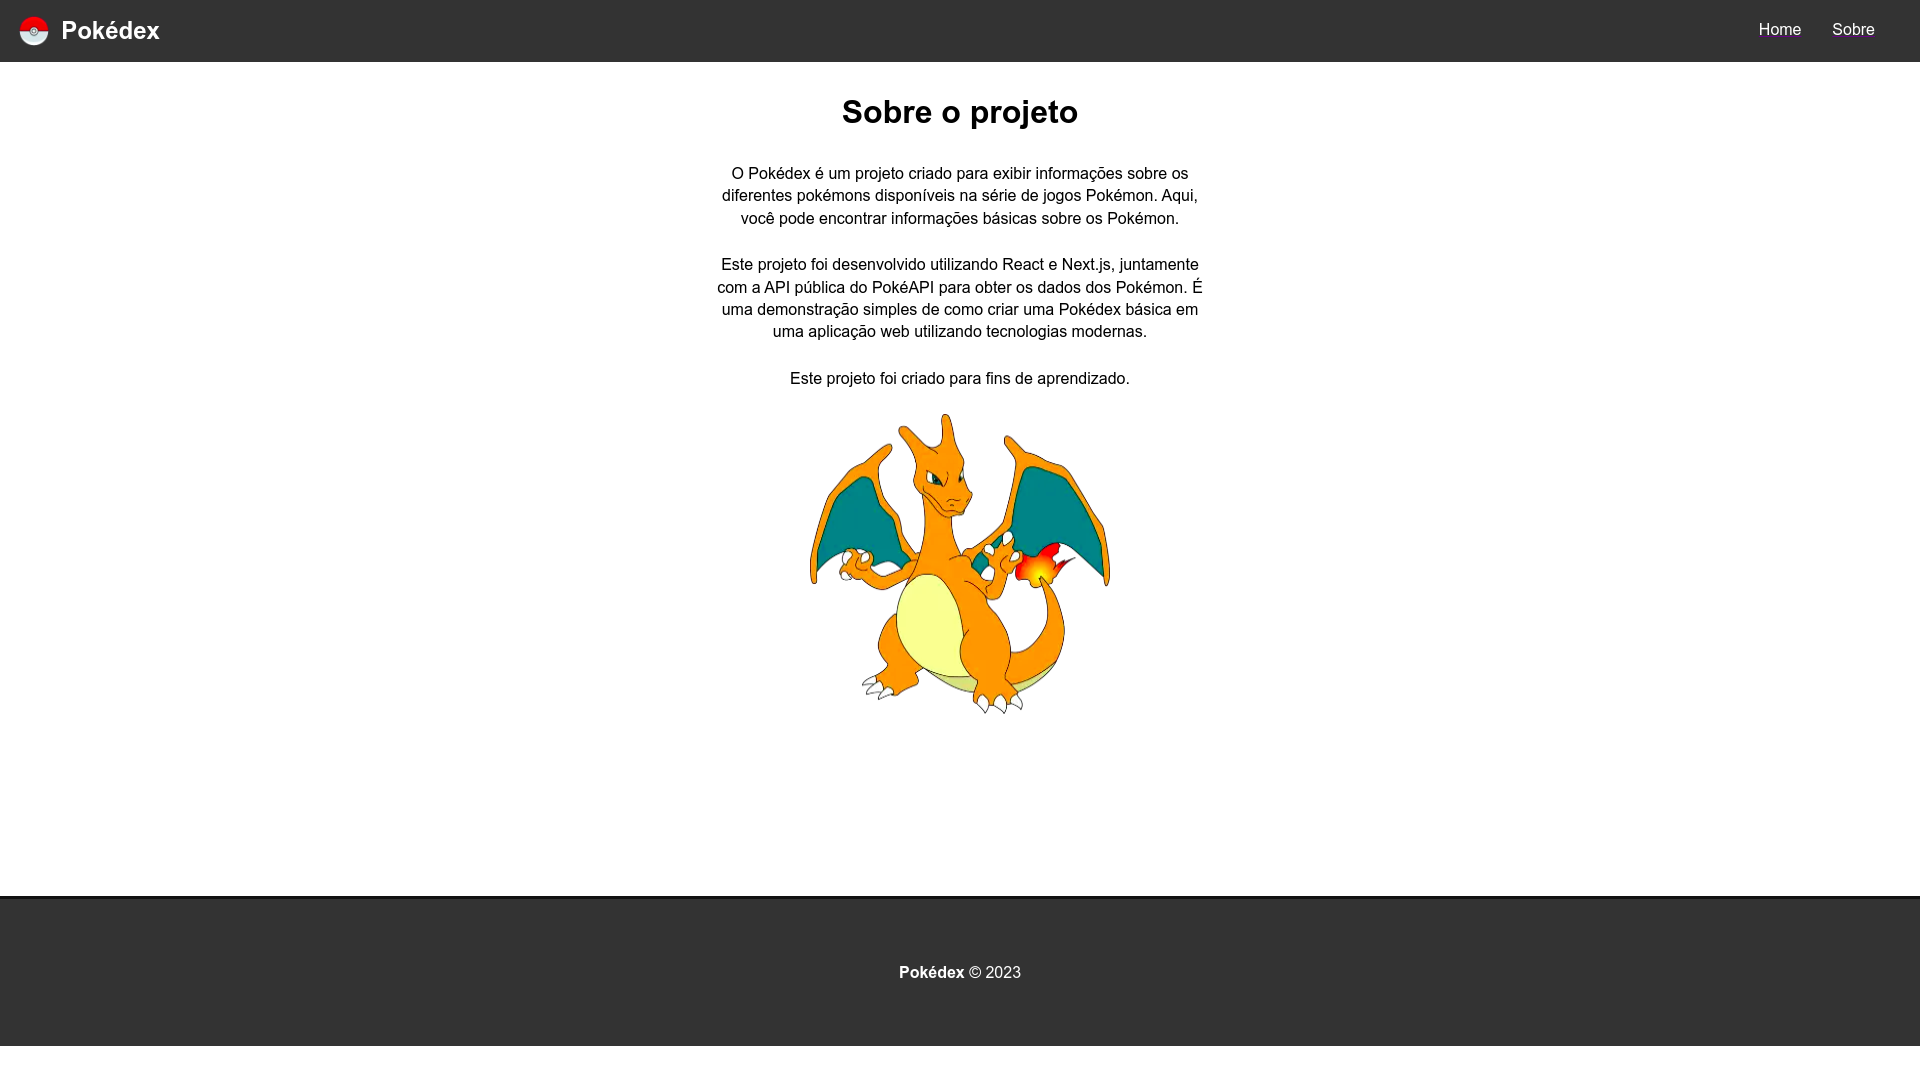 Pokédex
Home
Sobre
Sobre o projeto
O Pokédex é um projeto criado para exibir informações sobre os
diferentes pokémons disponíveis na série de jogos Pokémon. Aqui,
você pode encontrar informações básicas sobre os Pokémon.
Este projeto foi desenvolvido utilizando React e Next.js, juntamente
com a API pública do PokéAPI para obter os dados dos Pokémon. É
uma demonstração simples de como criar uma Pokédex básica em
uma aplicação web utilizando tecnologias modernas.
Este projeto foi criado para fins de aprendizado.
Pokédex © 2023